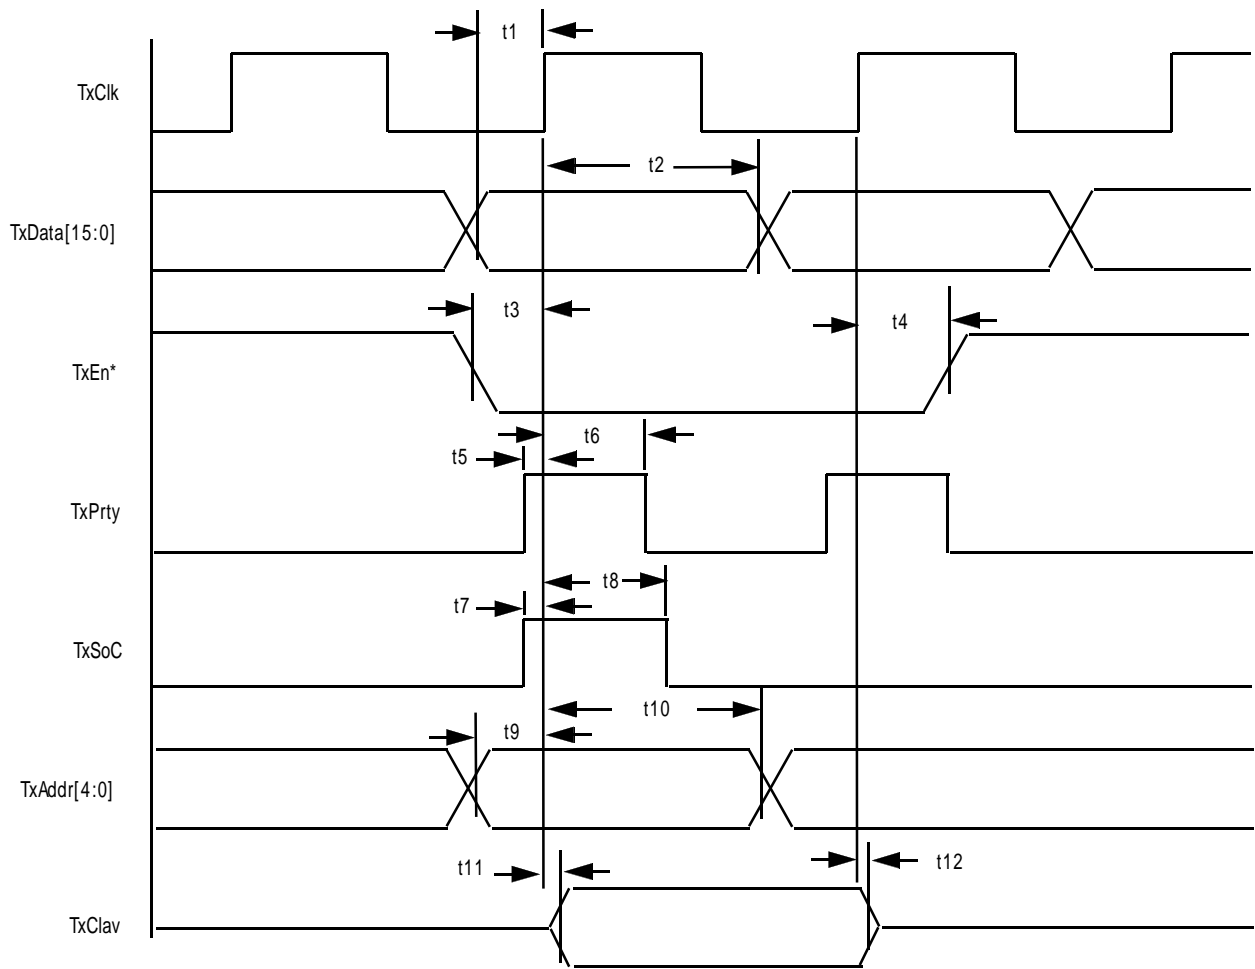 t1
TxClk
t2
TxData[15:0]
t3
t4
TxEn*
t6
t5
TxPrty
t8
t7
TxSoC
t10
t9
TxAddr[4:0]
t11
t12
TxClav